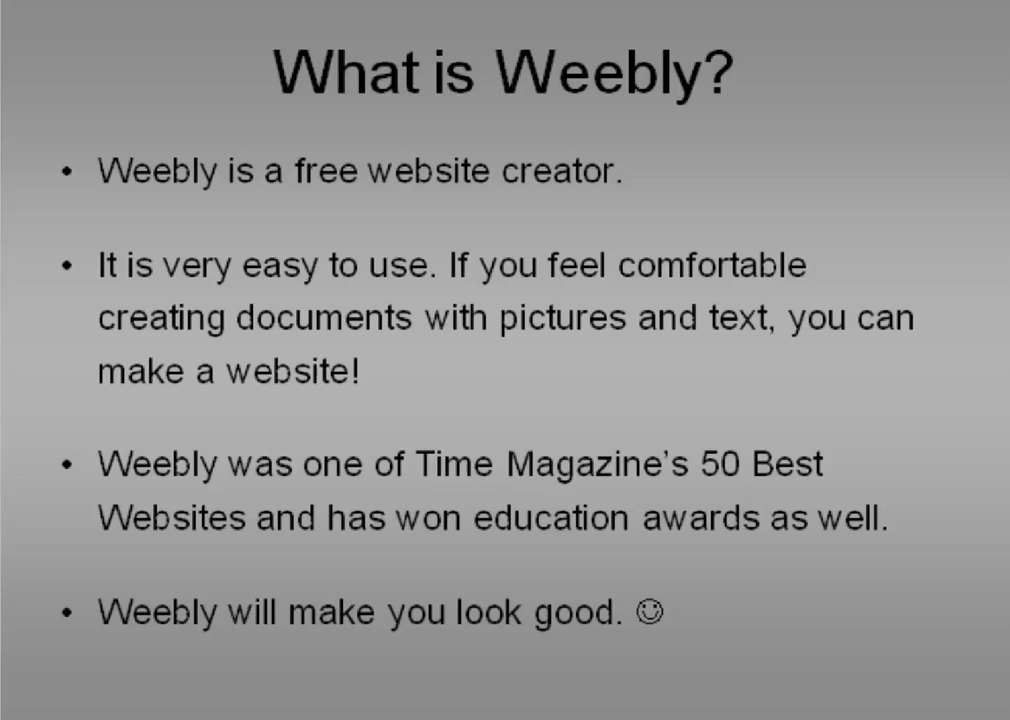 What is Weebly?
• Weebly is a free website creator.
• It is very easy to use. If you feel comfortable
creating documents with pictures and text, you can
make a website!
• Weebly was one of Time Magazine’s 50 Best
Websites and has won education awards as well.
• Weebly will make you look good. ☺